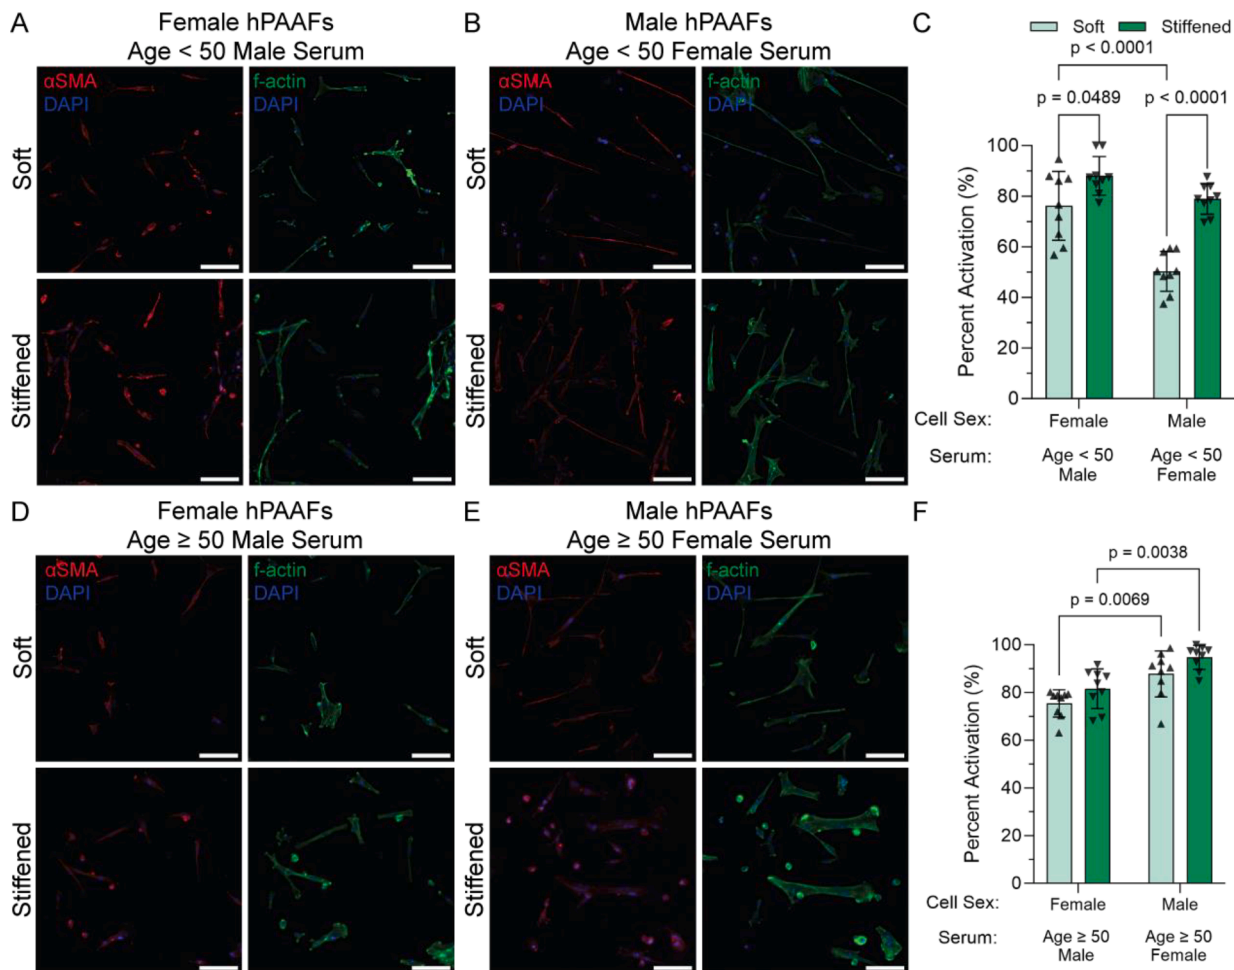 A
Female hPAAFs
Age < 50 Male Serum
αSMA
DAPI
f-actin
DAPI
Soft
Stiffened
B
Male hPAAFs
Age < 50 Female Serum
αSMA
DAPI
f-actin
DAPI
Soft
Stiffened
C
Soft
Stiffened
p < 0.0001
p = 0.0489
p < 0.0001
Percent Activation (%)
100
80
60
40
20
0
Cell Sex:
Female
Male
Serum:
Age < 50
Male
Age < 50
Female
D
Female hPAAFs
Age ≥ 50 Male Serum
αSMA
DAPI
f-actin
DAPI
Soft
Stiffened
E
Male hPAAFs
Age ≥ 50 Female Serum
αSMA
DAPI
f-actin
DAPI
Soft
Stiffened
F
p = 0.0038
p = 0.0069
Percent Activation (%)
100
80
60
40
20
0
Cell Sex:
Female
Male
Serum:
Age ≥ 50
Male
Age ≥ 50
Female